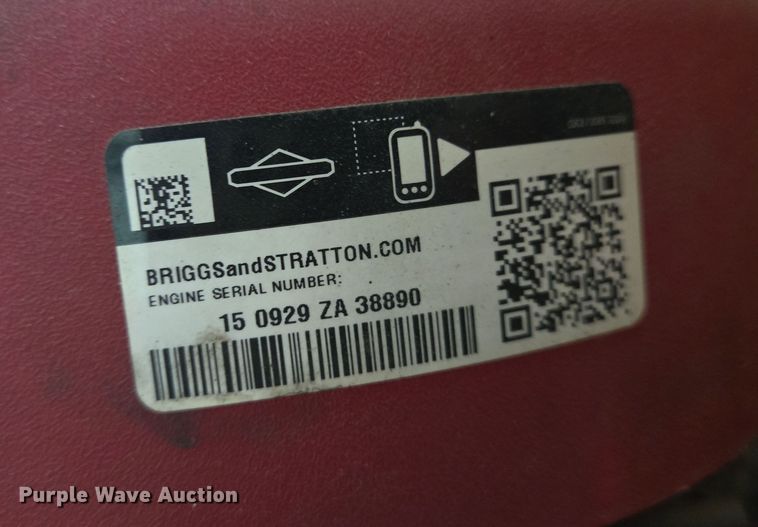 BRIGGSandSTRATTON.COM
ENGINE SERIAL NUMBER:
15 0929 ZA 38890
Purple Wave Auction